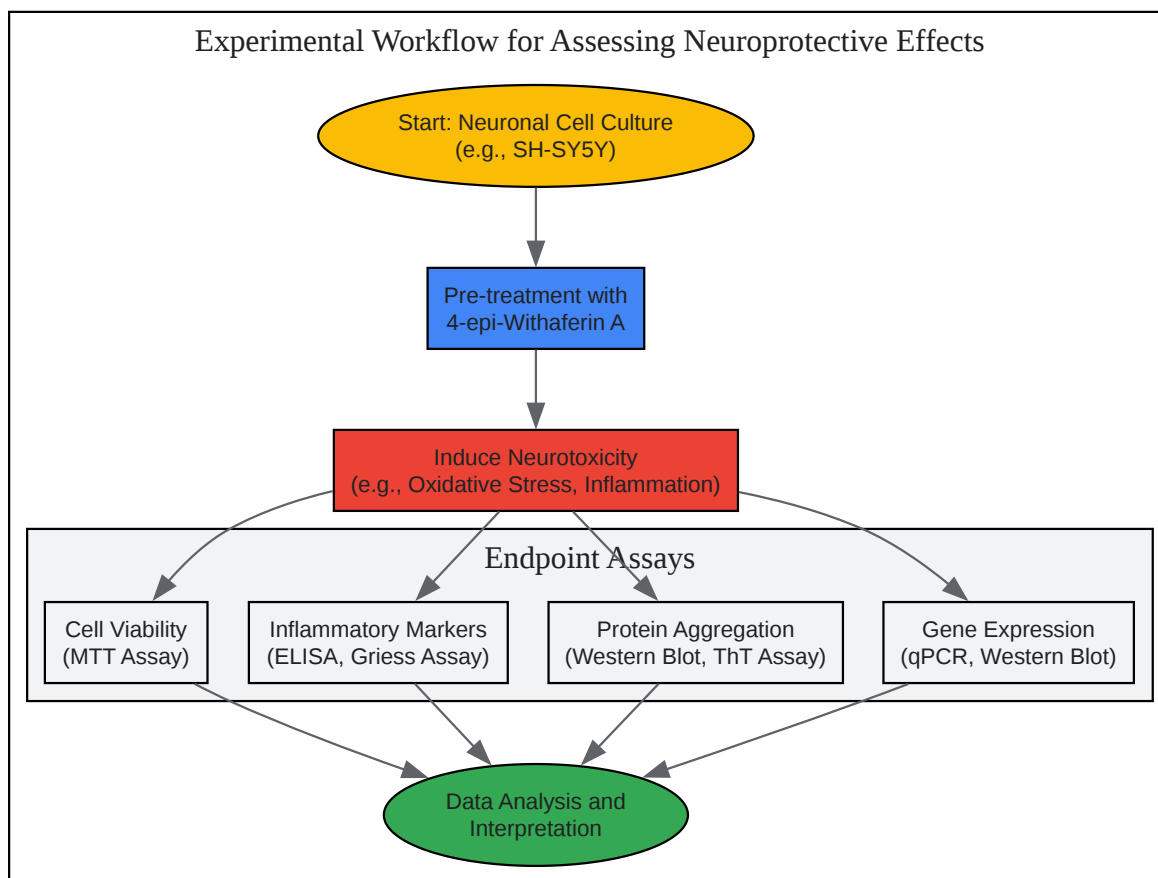 Experimental Workflow for Assessing Neuroprotective Effects
Start: Neuronal Cell Culture
(e.g., SH-SY5Y)
Pre-treatment with
4-epi-Withaferin A
Induce Neurotoxicity
(e.g., Oxidative Stress, Inflammation)
Endpoint Assays
Cell Viability
(MTT Assay)
Inflammatory Markers
(ELISA, Griess Assay)
Protein Aggregation
(Western Blot, ThT Assay)
Gene Expression
(qPCR, Western Blot)
Data Analysis and
Interpretation